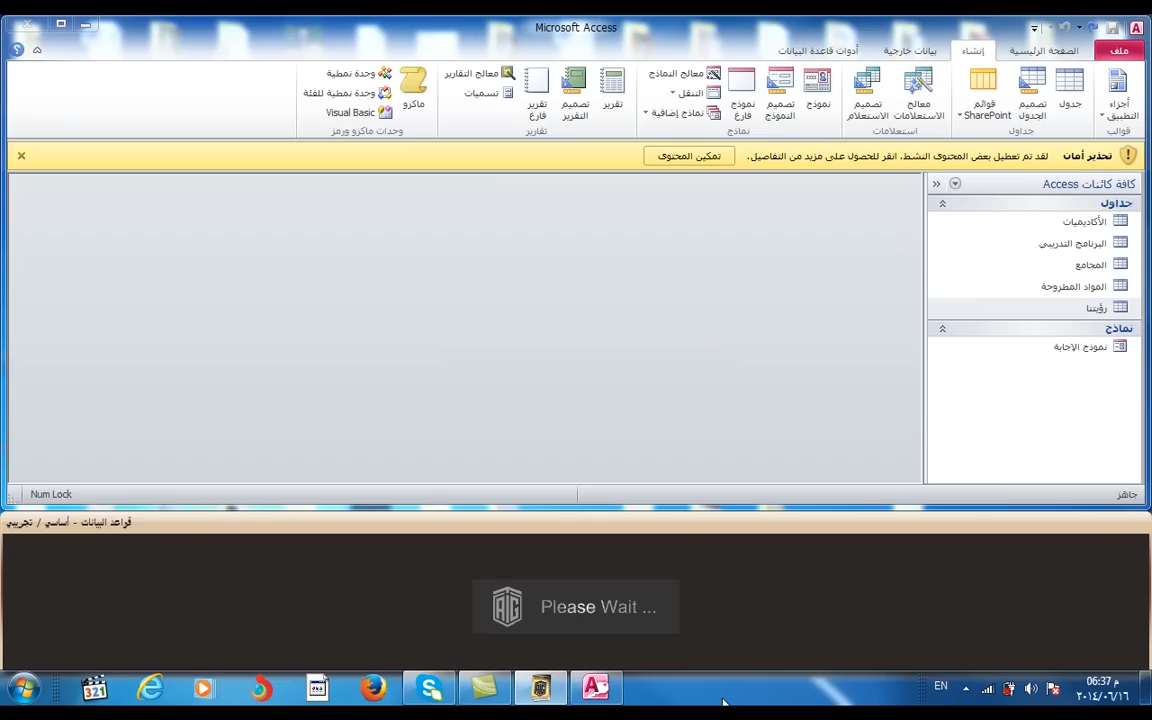 Microsoft Access
ملف
الصفحة الرئيسية
إنشاء
بيانات خارجية
أدوات قاعدة البيانات
أجزاء التطبيق
قوالب
جدول
تصميم الجدول
قوائم SharePoint
جداول
معالج الاستعلامات
تصميم الاستعلام
استعلامات
نموذج
تصميم النموذج
نموذج فارغ
معالج النماذج
التنقل
نماذج إضافية
نماذج
تقرير
تصميم التقرير
تقرير فارغ
معالج التقارير
تسميات
تقارير
ماكرو
وحدة نمطية
وحدة نمطية للفئة
Visual Basic
وحدات ماكرو ورمز
تحذير أمان
لقد تم تعطيل بعض المحتوى النشط. انقر للحصول على مزيد من التفاصيل.
تمكين المحتوى
كافة كائنات Access
جداول
الأكاديميات
البرنامج التدريبي
المجامع
المواد المطروحة
رؤيتنا
نماذج
نموذج الإجابة
جاهز
Num Lock
قواعد البيانات - أساسي / تجريبي
AIG
Please Wait ...
321
EN
06:37 م
٢٠١٤/٠٦/١٦